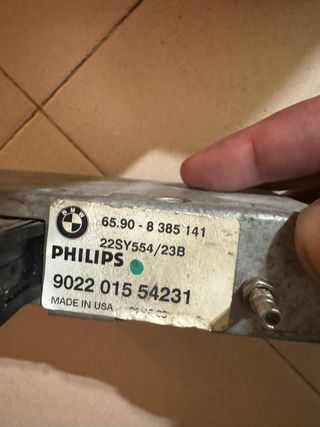 BMW
65.90 - 8 385 141
22SY554/23B
PHILIPS
9022 015 54231
MADE IN USA